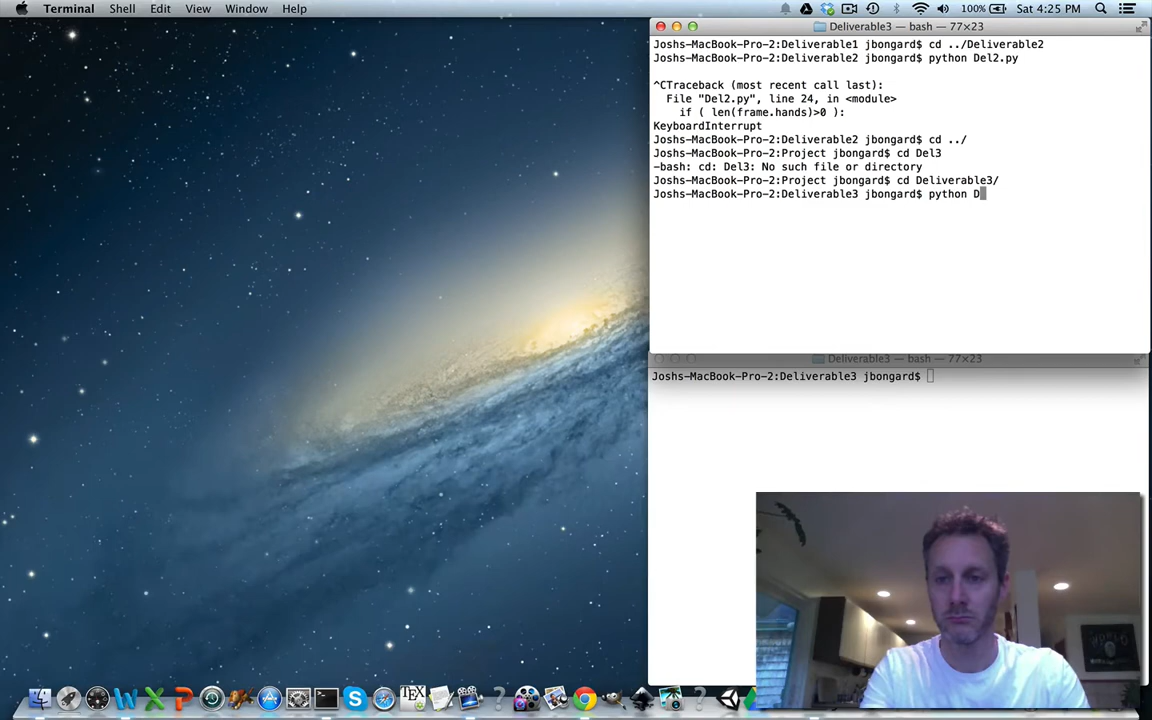 Terminal Shell Edit View Window Help 100% Sat 4:25 PM
Deliverable3 — bash — 77×23
Joshs-MacBook-Pro-2:Deliverable1 jbongard$ cd ../Deliverable2
Joshs-MacBook-Pro-2:Deliverable2 jbongard$ python Del2.py
^CTraceback (most recent call last):
File "Del2.py", line 24, in <module>
if ( len(frame.hands)>0 ):
KeyboardInterrupt
Joshs-MacBook-Pro-2:Deliverable2 jbongard$ cd ../
Joshs-MacBook-Pro-2:Project jbongard$ cd Del3
-bash: cd: Del3: No such file or directory
Joshs-MacBook-Pro-2:Project jbongard$ cd Deliverable3/
Joshs-MacBook-Pro-2:Deliverable3 jbongard$ python D
Deliverable3 — bash — 77×23
Joshs-MacBook-Pro-2:Deliverable3 jbongard$
WORLD
TEX